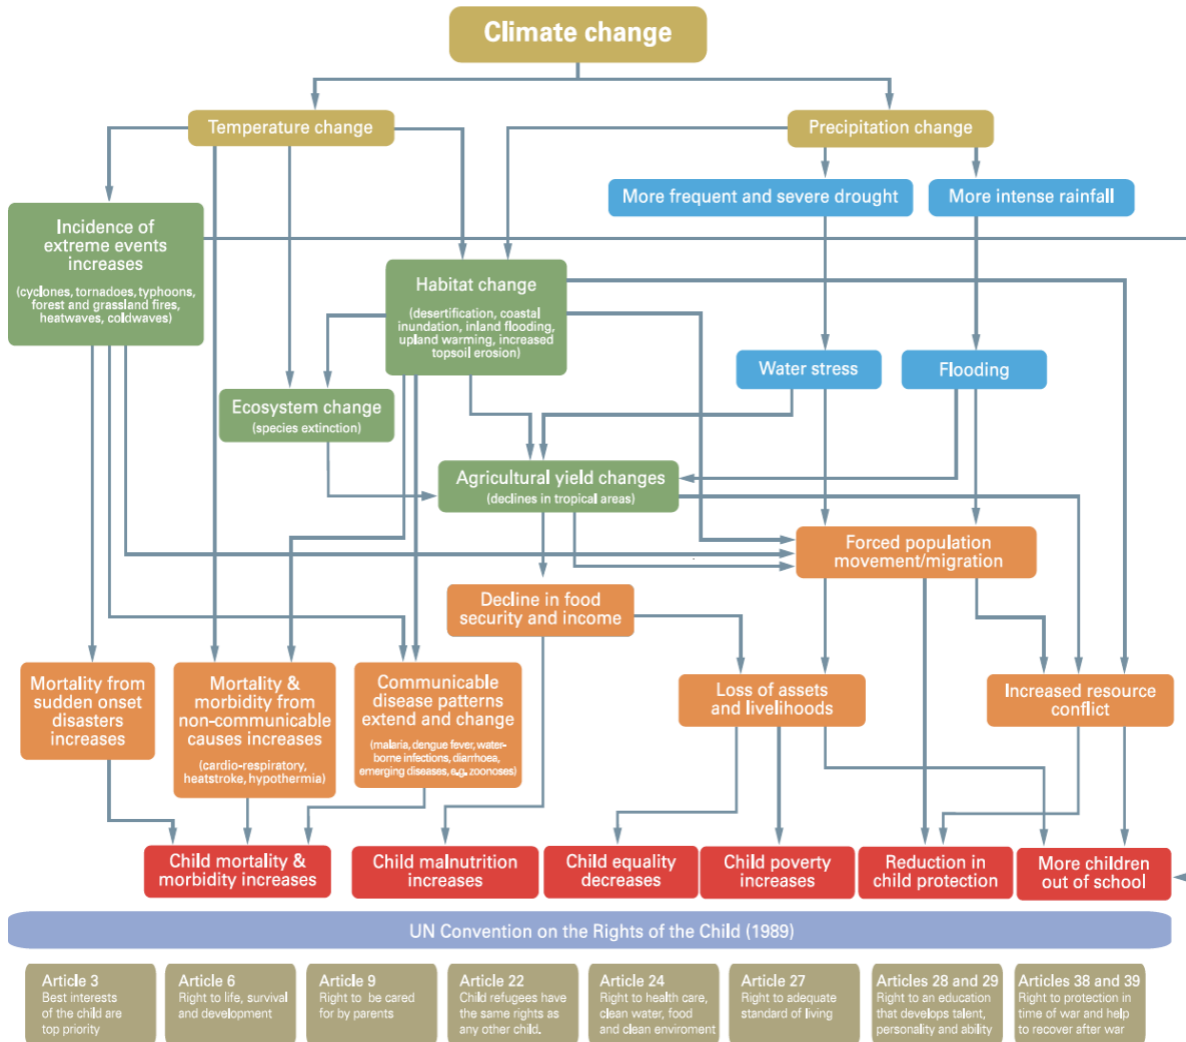 Climate change
Temperature change
Precipitation change
More frequent and severe drought
More intense rainfall
Incidence of
extreme events
increases
(cyclones, tornadoes, typhoons,
forest and grassland fires,
heatwaves, coldwaves)
Habitat change
(desertification, coastal
inundation, inland flooding,
upland warming, increased
topsoil erosion)
Water stress
Flooding
Ecosystem change
(species extinction)
Agricultural yield changes
(declines in tropical areas)
Forced population
movement/migration
Decline in food
security and income
Mortality from
sudden onset
disasters
increases
Mortality &
morbidity from
non-communicable
causes increases
(cardio-respiratory,
heatstroke, hypothermia)
Communicable
disease patterns
extend and change
(malaria, dengue fever, water-
borne infections, diarrhoea,
emerging diseases, e.g. zoonoses)
Loss of assets
and livelihoods
Increased resource
conflict
Child mortality &
morbidity increases
Child malnutrition
increases
Child equality
decreases
Child poverty
increases
Reduction in
child protection
More children
out of school
UN Convention on the Rights of the Child (1989)
Article 3
Best interests
of the child are
top priority
Article 6
Right to life, survival
and development
Article 9
Right to be cared
for by parents
Article 22
Child refugees have
the same rights as
any other child.
Article 24
Right to health care,
clean water, food
and clean enviroment
Article 27
Right to adequate
standard of living
Articles 28 and 29
Right to an education
that develops talent,
personality and ability
Articles 38 and 39
Right to protection in
time of war and help
to recover after war